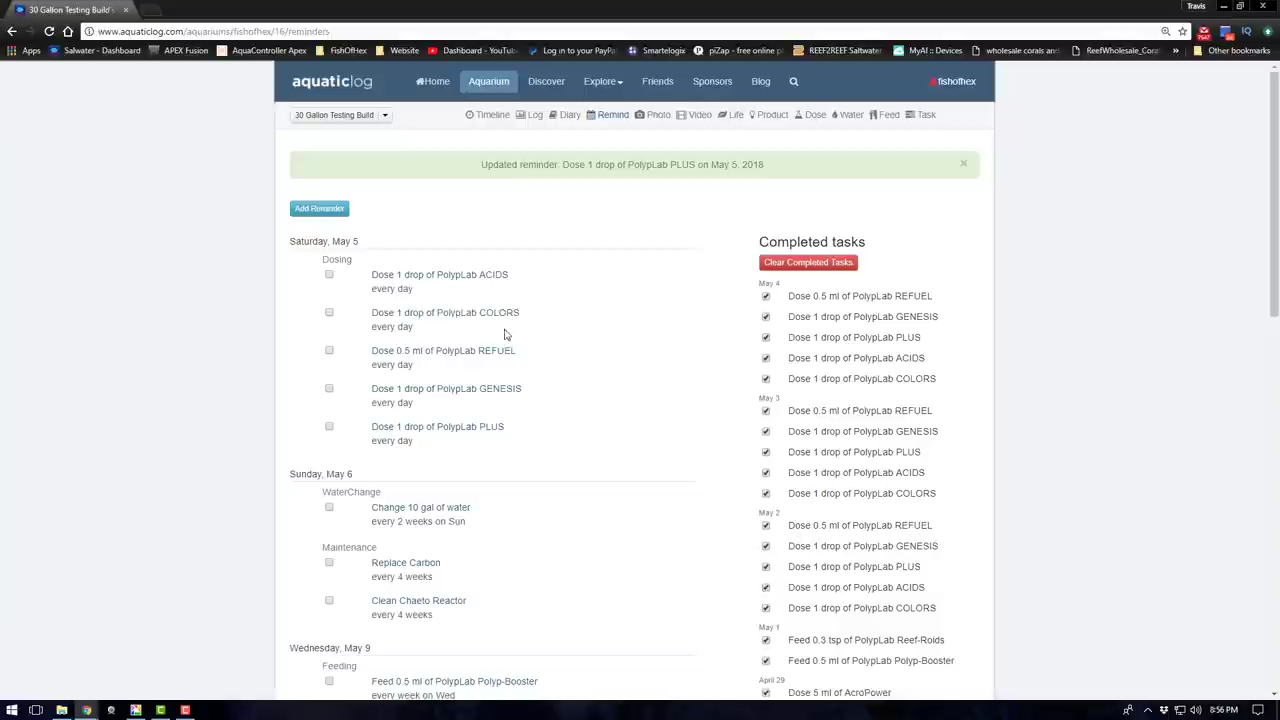 30 Gallon Testing Build
Travis
www.aquaticlog.com/aquariums/fishofhex/16/reminders
Apps
Salwater - Dashboard
APEX Fusion
AquaController Apex
FishOfHex
Website
Dashboard - YouTu
Log in to your PayPa
Smartelogix
piZap - free online p
REEF2REEF Saltwater
MyAI :: Devices
wholesale corals and
ReefWholesale_Coral
Other bookmarks
aquaticlog
Home
Aquarium
Discover
Explore
Friends
Sponsors
Blog
fishofhex
30 Gallon Testing Build
Timeline
Log
Diary
Remind
Photo
Video
Life
Product
Dose
Water
Feed
Task
Updated reminder: Dose 1 drop of PolypLab PLUS on May 5, 2018
Add Reminder
Saturday, May 5
Dosing
Dose 1 drop of PolypLab ACIDS
every day
Dose 1 drop of PolypLab COLORS
every day
Dose 0.5 ml of PolypLab REFUEL
every day
Dose 1 drop of PolypLab GENESIS
every day
Dose 1 drop of PolypLab PLUS
every day
Sunday, May 6
WaterChange
Change 10 gal of water
every 2 weeks on Sun
Maintenance
Replace Carbon
every 4 weeks
Clean Chaeto Reactor
every 4 weeks
Wednesday, May 9
Feeding
Feed 0.5 ml of PolypLab Polyp-Booster
every week on Wed
Completed tasks
Clear Completed Tasks
May 4
Dose 0.5 ml of PolypLab REFUEL
Dose 1 drop of PolypLab GENESIS
Dose 1 drop of PolypLab PLUS
Dose 1 drop of PolypLab ACIDS
Dose 1 drop of PolypLab COLORS
May 3
Dose 0.5 ml of PolypLab REFUEL
Dose 1 drop of PolypLab GENESIS
Dose 1 drop of PolypLab PLUS
Dose 1 drop of PolypLab ACIDS
Dose 1 drop of PolypLab COLORS
May 2
Dose 0.5 ml of PolypLab REFUEL
Dose 1 drop of PolypLab GENESIS
Dose 1 drop of PolypLab PLUS
Dose 1 drop of PolypLab ACIDS
Dose 1 drop of PolypLab COLORS
May 1
Feed 0.3 tsp of PolypLab Reef-Roids
Feed 0.5 ml of PolypLab Polyp-Booster
April 29
Dose 5 ml of AcroPower
8:56 PM